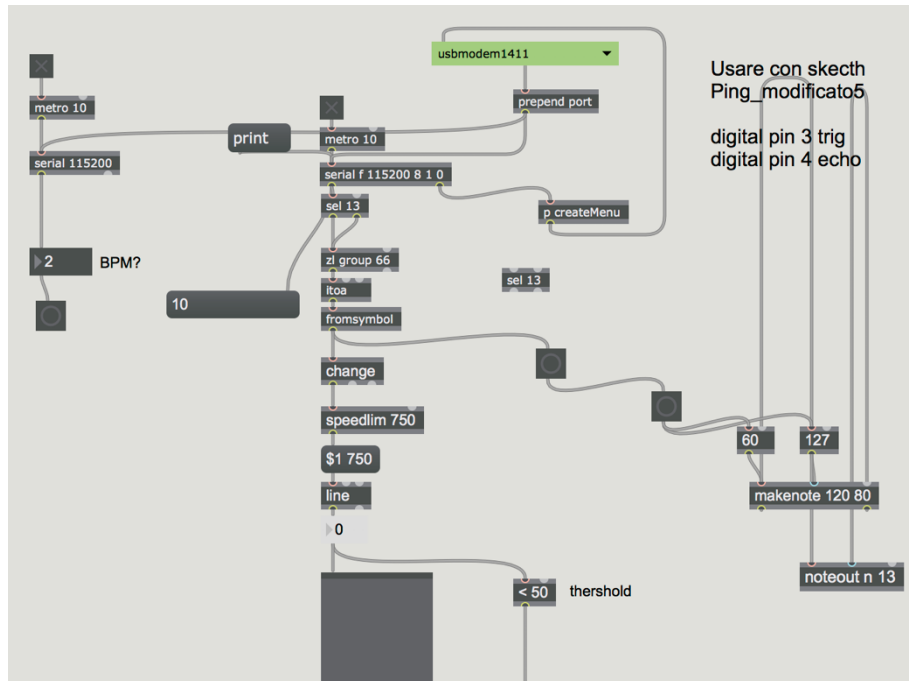 usbmodem1411
Usare con skecth
Ping_modificato5
digital pin 3 trig
digital pin 4 echo
prepend port
metro 10
print
metro 10
serial 115200
serial f 115200 8 1 0
sel 13
p createMenu
2
BPM?
zl group 66
sel 13
itoa
10
fromsymbol
change
speedlim 750
60
127
$1 750
line
makenote 120 80
0
noteout n 13
< 50
thershold